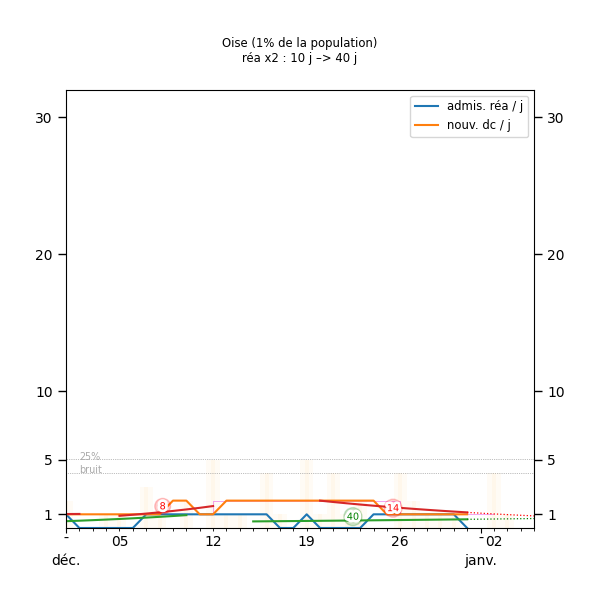 Oise (1% de la population)
réa x2 : 10 j –> 40 j
admis. réa / j
nouv. dc / j
30 30
20 20
10 10
5 5
25%
bruit
1 1
8
40
14
- 05 12 19 26 - 02
déc. janv.